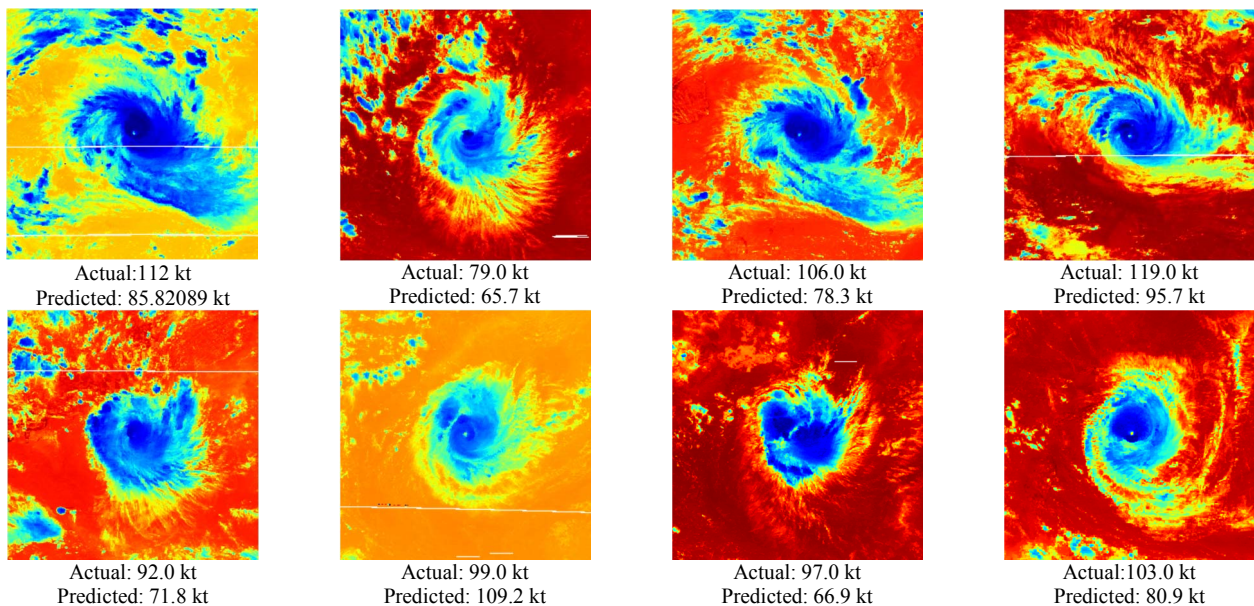 Actual:112 kt
Predicted: 85.82089 kt
Actual: 79.0 kt
Predicted: 65.7 kt
Actual: 106.0 kt
Predicted: 78.3 kt
Actual: 119.0 kt
Predicted: 95.7 kt
Actual: 92.0 kt
Predicted: 71.8 kt
Actual: 99.0 kt
Predicted: 109.2 kt
Actual: 97.0 kt
Predicted: 66.9 kt
Actual:103.0 kt
Predicted: 80.9 kt